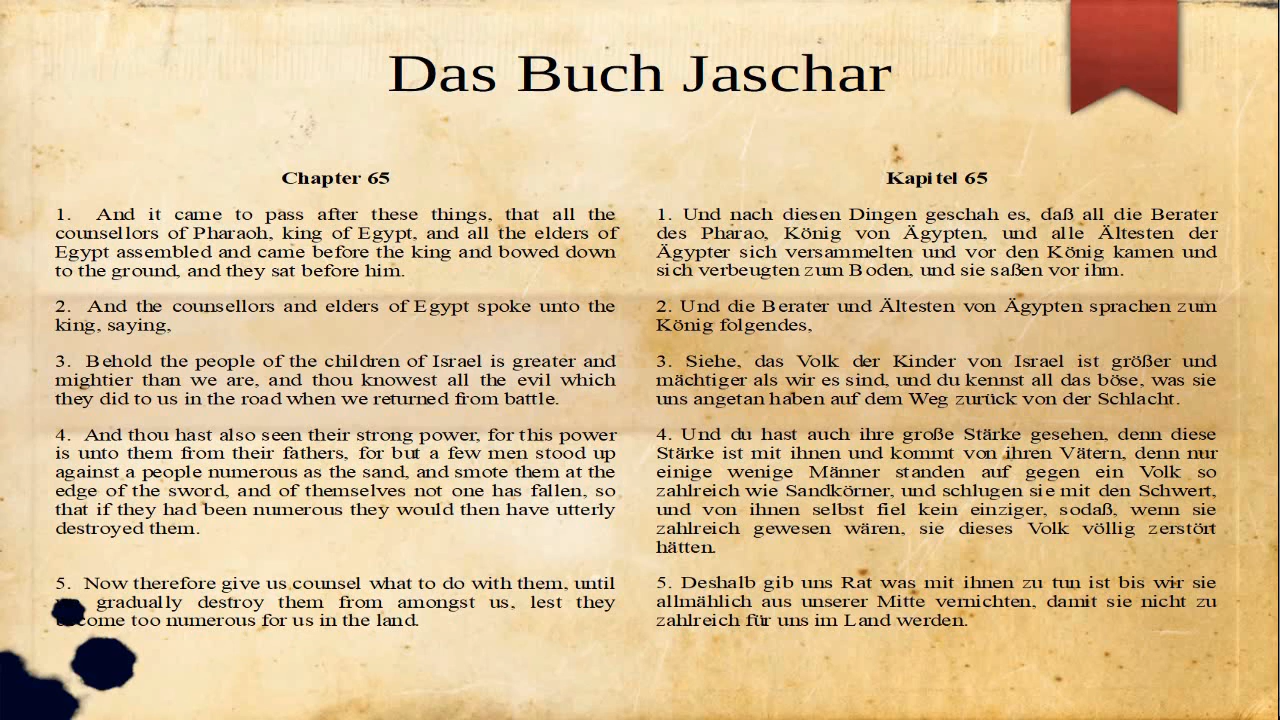 Das Buch Jaschar
Chapter 65
1. And it came to pass after these things, that all the
counsellors of Pharaoh, king of Egypt, and all the elders of
Egypt assembled and came before the king and bowed down
to the ground, and they sat before him.
2. And the counsellors and elders of Egypt spoke unto the
king, saying,
3. Behold the people of the children of Israel is greater and
mightier than we are, and thou knowest all the evil which
they did to us in the road when we returned from battle.
4. And thou hast also seen their strong power, for this power
is unto them from their fathers, for but a few men stood up
against a people numerous as the sand, and smote them at the
edge of the sword, and of themselves not one has fallen, so
that if they had been numerous they would then have utterly
destroyed them.
5. Now therefore give us counsel what to do with them, until
gradually destroy them from amongst us, lest they
become too numerous for us in the land.
Kapitel 65
1. Und nach diesen Dingen geschah es, daß all die Berater
des Pharao, König von Ägypten, und alle Ältesten der
Ägypter sich versammelten und vor den König kamen und
sich verbeugten zum Boden, und sie saßen vor ihm.
2. Und die Berater und Ältesten von Ägypten sprachen zum
König folgendes,
3. Siehe, das Volk der Kinder von Israel ist größer und
mächtiger als wir es sind, und du kennst all das böse, was sie
uns angetan haben auf dem Weg zurück von der Schlacht.
4. Und du hast auch ihre große Stärke gesehen, denn diese
Stärke ist mit ihnen und kommt von ihren Vätern, denn nur
einige wenige Männer standen auf gegen ein Volk so
zahlreich wie Sandkörner, und schlugen sie mit den Schwert,
und von ihnen selbst fiel kein einziger, sodaß, wenn sie
zahlreich gewesen wären, sie dieses Volk völlig zerstört
hätten.
5. Deshalb gib uns Rat was mit ihnen zu tun ist bis wir sie
allmählich aus unserer Mitte vernichten, damit sie nicht zu
zahlreich für uns im Land werden.